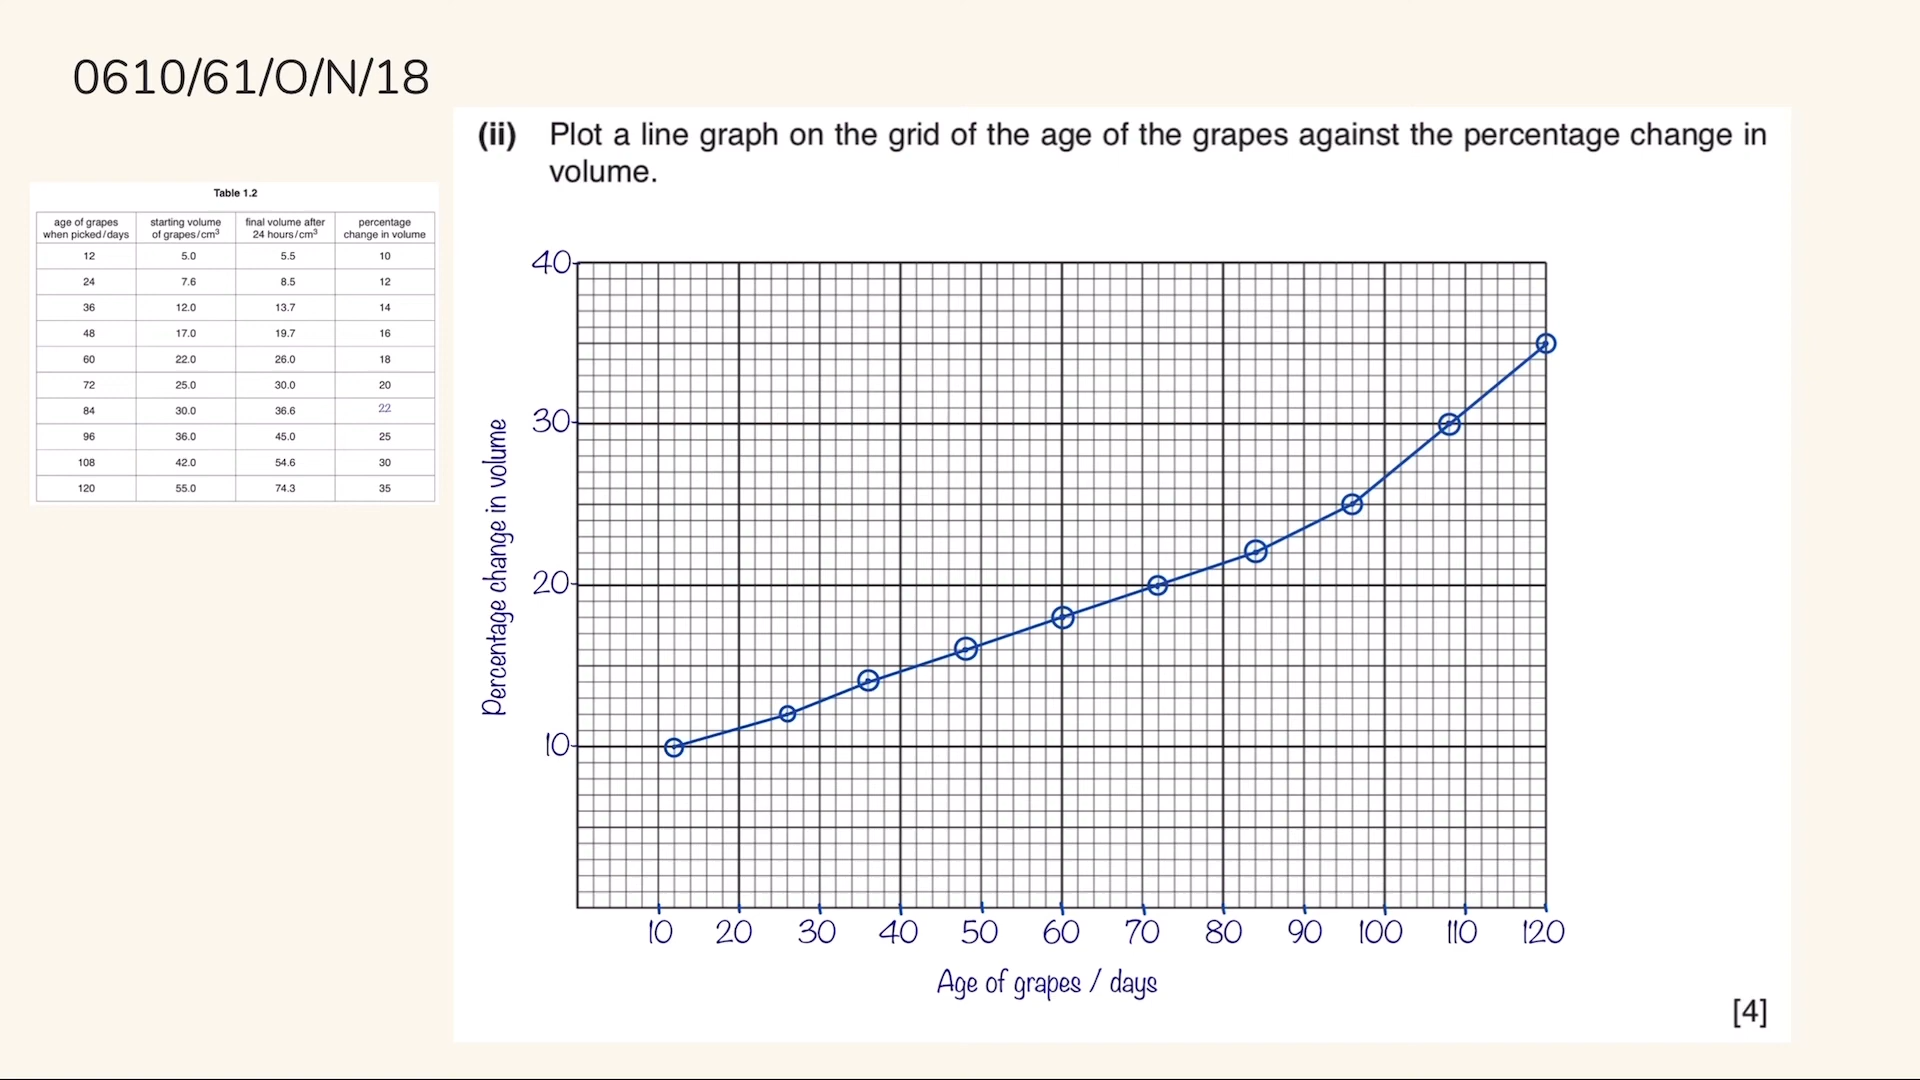 0610/61/O/N/18
(ii) Plot a line graph on the grid of the age of the grapes against the percentage change in
volume.
Table 1.2
age of grapes when picked/days starting volume of grapes/cm³ final volume after 24 hours/cm³ percentage change in volume
12 5.0 5.5 10
24 7.6 8.5 12
36 12.0 13.7 14
48 17.0 19.7 16
60 22.0 26.0 18
72 25.0 30.0 20
84 30.0 36.6 22
96 36.0 45.0 25
108 42.0 54.6 30
120 55.0 74.3 35
Percentage change in volume
40
30
20
10
10 20 30 40 50 60 70 80 90 100 110 120
Age of grapes / days
[4]